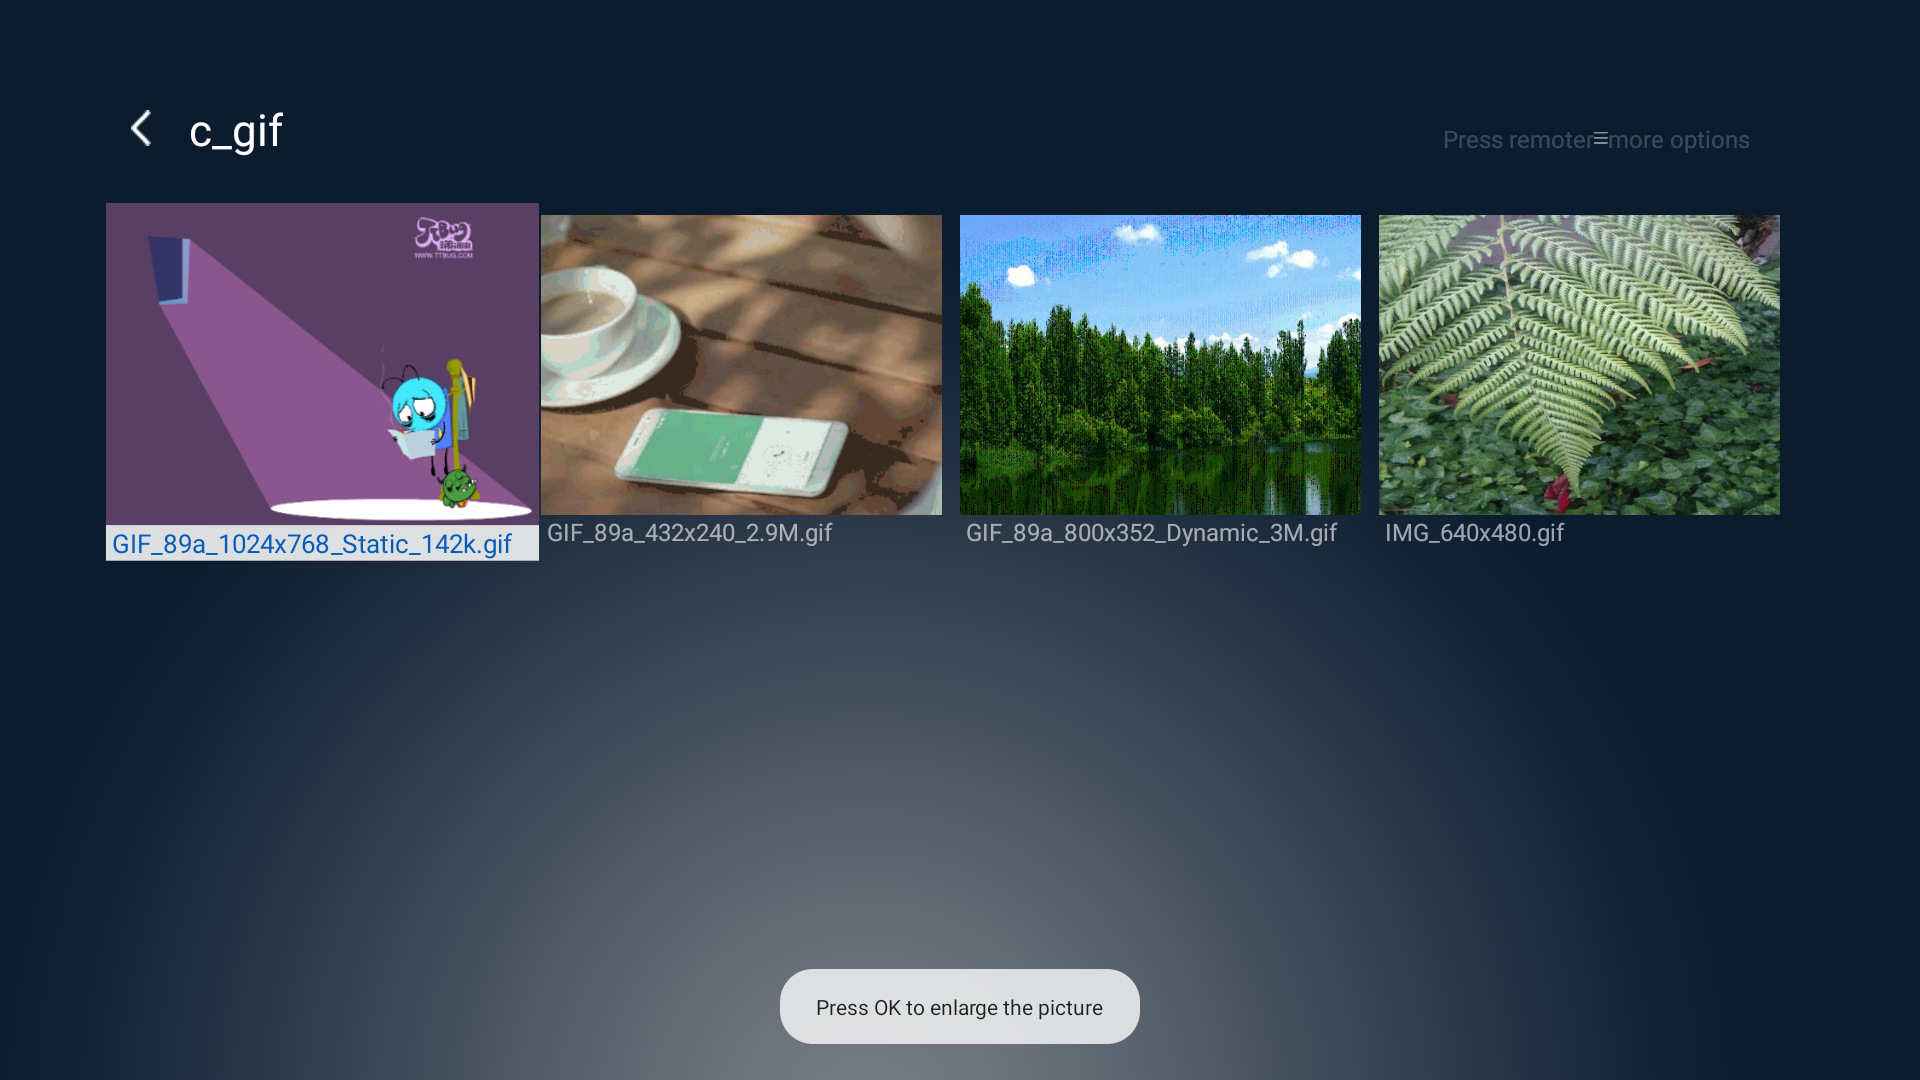 c_gif
Press remoter≡more options
WWW.TTBUG.COM
GIF_89a_1024x768_Static_142k.gif
GIF_89a_432x240_2.9M.gif
GIF_89a_800x352_Dynamic_3M.gif
IMG_640x480.gif
Press OK to enlarge the picture